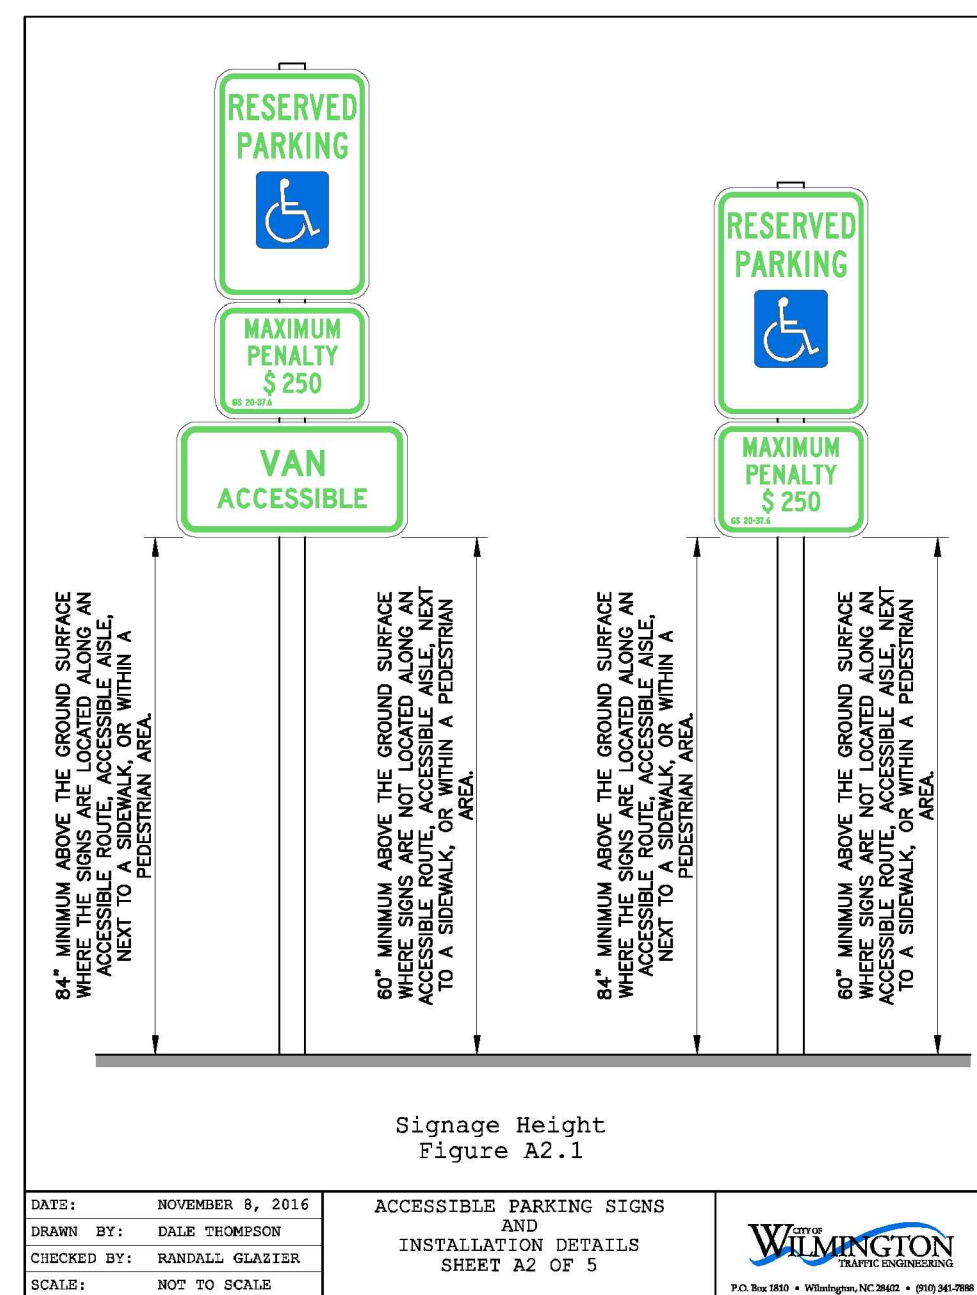 RESERVED
PARKING
MAXIMUM
PENALTY
$ 250
GS 20-37.6
VAN
ACCESSIBLE
RESERVED
PARKING
MAXIMUM
PENALTY
$ 250
GS 20-37.6
84" MINIMUM ABOVE THE GROUND SURFACE
WHERE THE SIGNS ARE LOCATED ALONG AN
ACCESSIBLE ROUTE, ACCESSIBLE AISLE,
NEXT TO A SIDEWALK, OR WITHIN A
PEDESTRIAN AREA.
60" MINIMUM ABOVE THE GROUND SURFACE
WHERE SIGNS ARE NOT LOCATED ALONG AN
ACCESSIBLE ROUTE, ACCESSIBLE AISLE, NEXT
TO A SIDEWALK, OR WITHIN A PEDESTRIAN
AREA.
84" MINIMUM ABOVE THE GROUND SURFACE
WHERE THE SIGNS ARE LOCATED ALONG AN
ACCESSIBLE ROUTE, ACCESSIBLE AISLE,
NEXT TO A SIDEWALK, OR WITHIN A
PEDESTRIAN AREA.
60" MINIMUM ABOVE THE GROUND SURFACE
WHERE SIGNS ARE NOT LOCATED ALONG AN
ACCESSIBLE ROUTE, ACCESSIBLE AISLE, NEXT
TO A SIDEWALK, OR WITHIN A PEDESTRIAN
AREA.
Signage Height
Figure A2.1
DATE: NOVEMBER 8, 2016
DRAWN BY: DALE THOMPSON
CHECKED BY: RANDALL GLAZIER
SCALE: NOT TO SCALE
ACCESSIBLE PARKING SIGNS
AND
INSTALLATION DETAILS
SHEET A2 OF 5
CITY OF
WILMINGTON
TRAFFIC ENGINEERING
P.O. Box 1810 • Wilmington, NC 28402 • (910) 341-7888